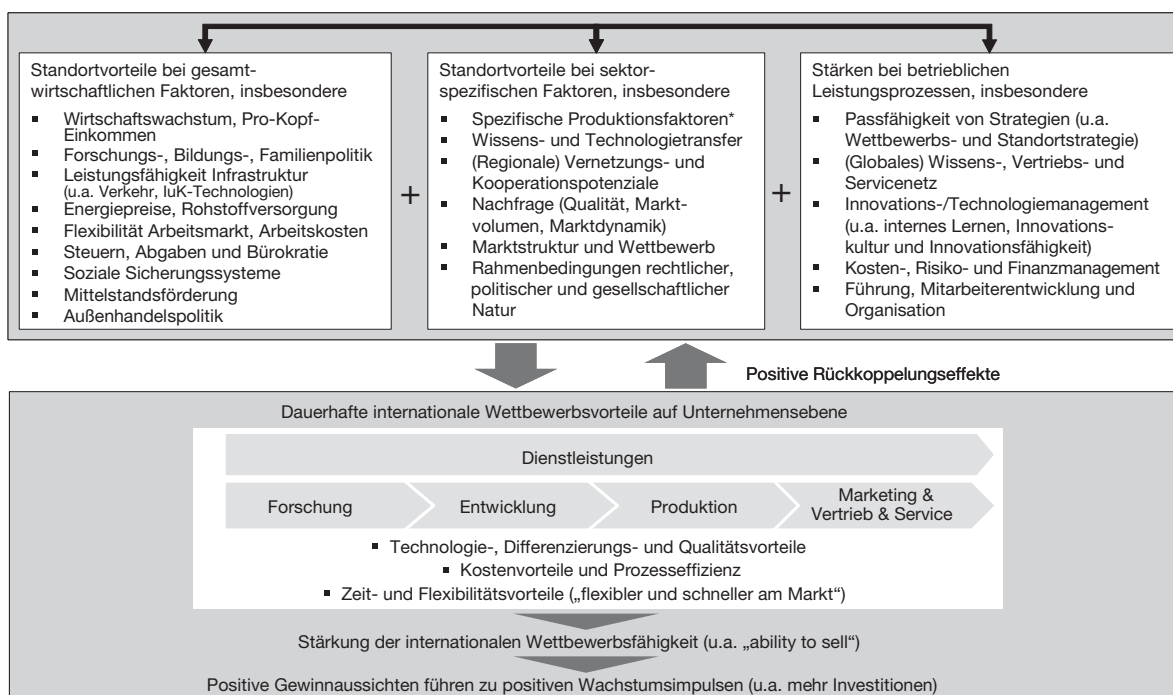 Standortvorteile bei gesamt-
wirtschaftlichen Faktoren, insbesondere
▪ Wirtschaftswachstum, Pro-Kopf-
Einkommen
▪ Forschungs-, Bildungs-, Familienpolitik
▪ Leistungsfähigkeit Infrastruktur
(u.a. Verkehr, IuK-Technologien)
▪ Energiepreise, Rohstoffversorgung
▪ Flexibilität Arbeitsmarkt, Arbeitskosten
▪ Steuern, Abgaben und Bürokratie
▪ Soziale Sicherungssysteme
▪ Mittelstandsförderung
▪ Außenhandelspolitik
+
Standortvorteile bei sektor-
spezifischen Faktoren, insbesondere
▪ Spezifische Produktionsfaktoren*
▪ Wissens- und Technologietransfer
▪ (Regionale) Vernetzungs- und
Kooperationspotenziale
▪ Nachfrage (Qualität, Markt-
volumen, Marktdynamik)
▪ Marktstruktur und Wettbewerb
▪ Rahmenbedingungen rechtlicher,
politischer und gesellschaftlicher
Natur
+
Stärken bei betrieblichen
Leistungsprozessen, insbesondere
▪ Passfähigkeit von Strategien (u.a.
Wettbewerbs- und Standortstrategie)
▪ (Globales) Wissens-, Vertriebs- und
Servicenetz
▪ Innovations-/Technologiemanagement
(u.a. internes Lernen, Innovations-
kultur und Innovationsfähigkeit)
▪ Kosten-, Risiko- und Finanzmanagement
▪ Führung, Mitarbeiterentwicklung und
Organisation
Positive Rückkoppelungseffekte
Dauerhafte internationale Wettbewerbsvorteile auf Unternehmensebene
Dienstleistungen
Forschung
Entwicklung
Produktion
Marketing &
Vertrieb & Service
▪ Technologie-, Differenzierungs- und Qualitätsvorteile
▪ Kostenvorteile und Prozesseffizienz
▪ Zeit- und Flexibilitätsvorteile („flexibler und schneller am Markt“)
Stärkung der internationalen Wettbewerbsfähigkeit (u.a. „ability to sell“)
Positive Gewinnaussichten führen zu positiven Wachstumsimpulsen (u.a. mehr Investitionen)